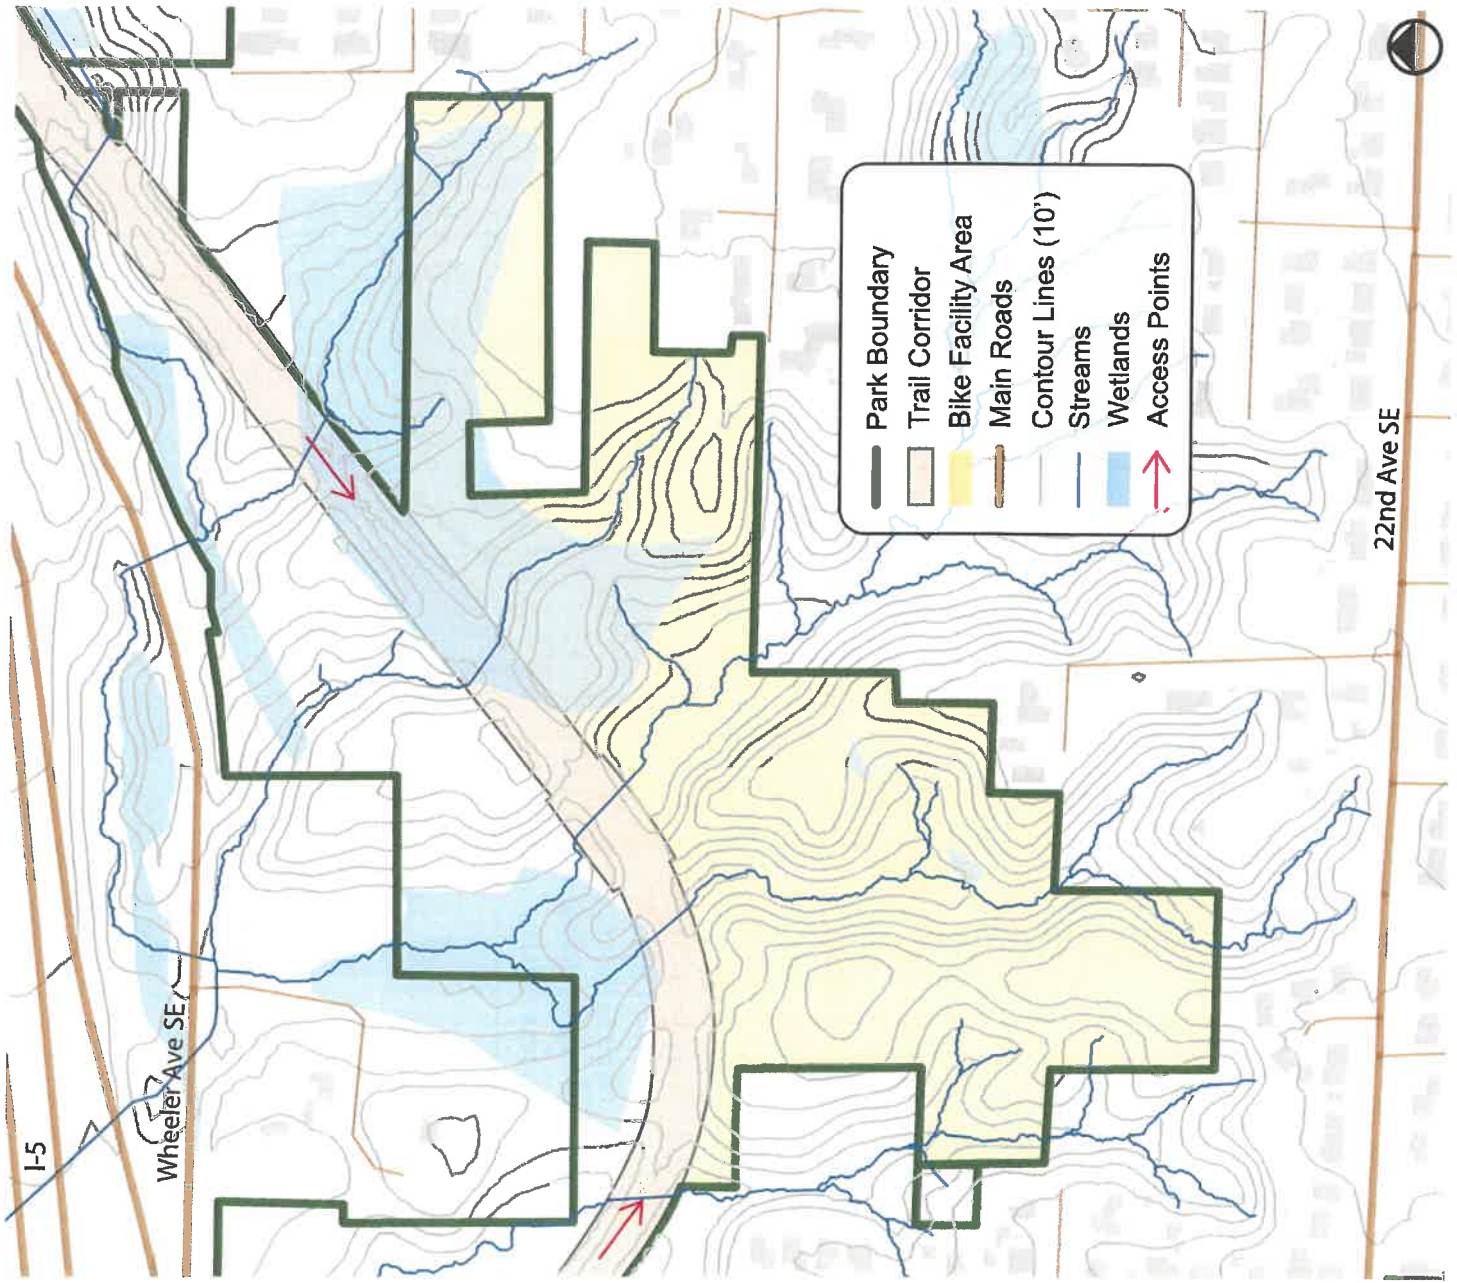 I-5
Wheeler Ave SE
Park Boundary
Trail Corridor
Bike Facility Area
Main Roads
Contour Lines (10')
Streams
Wetlands
Access Points
22nd Ave SE